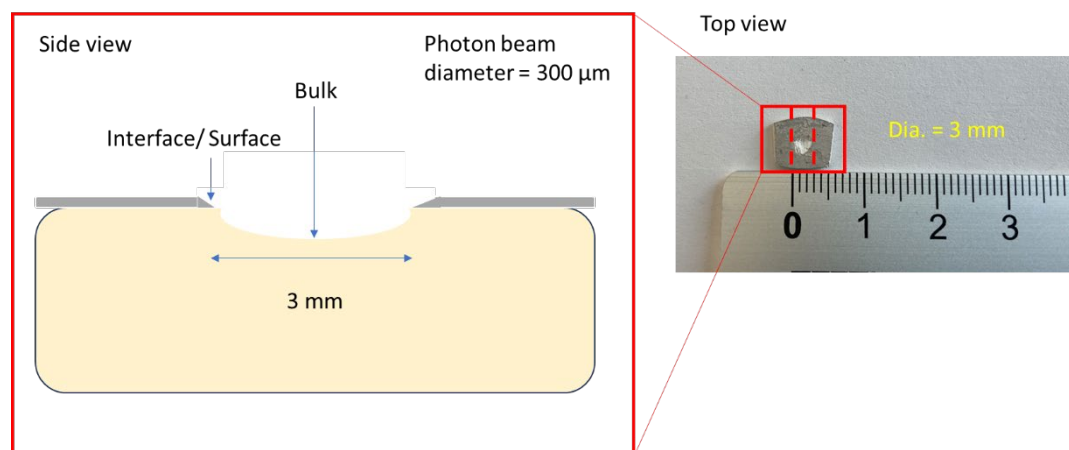 Side view
Photon beam
diameter = 300 µm
Bulk
Interface/ Surface
3 mm
Top view
Dia. = 3 mm
0 1 2 3